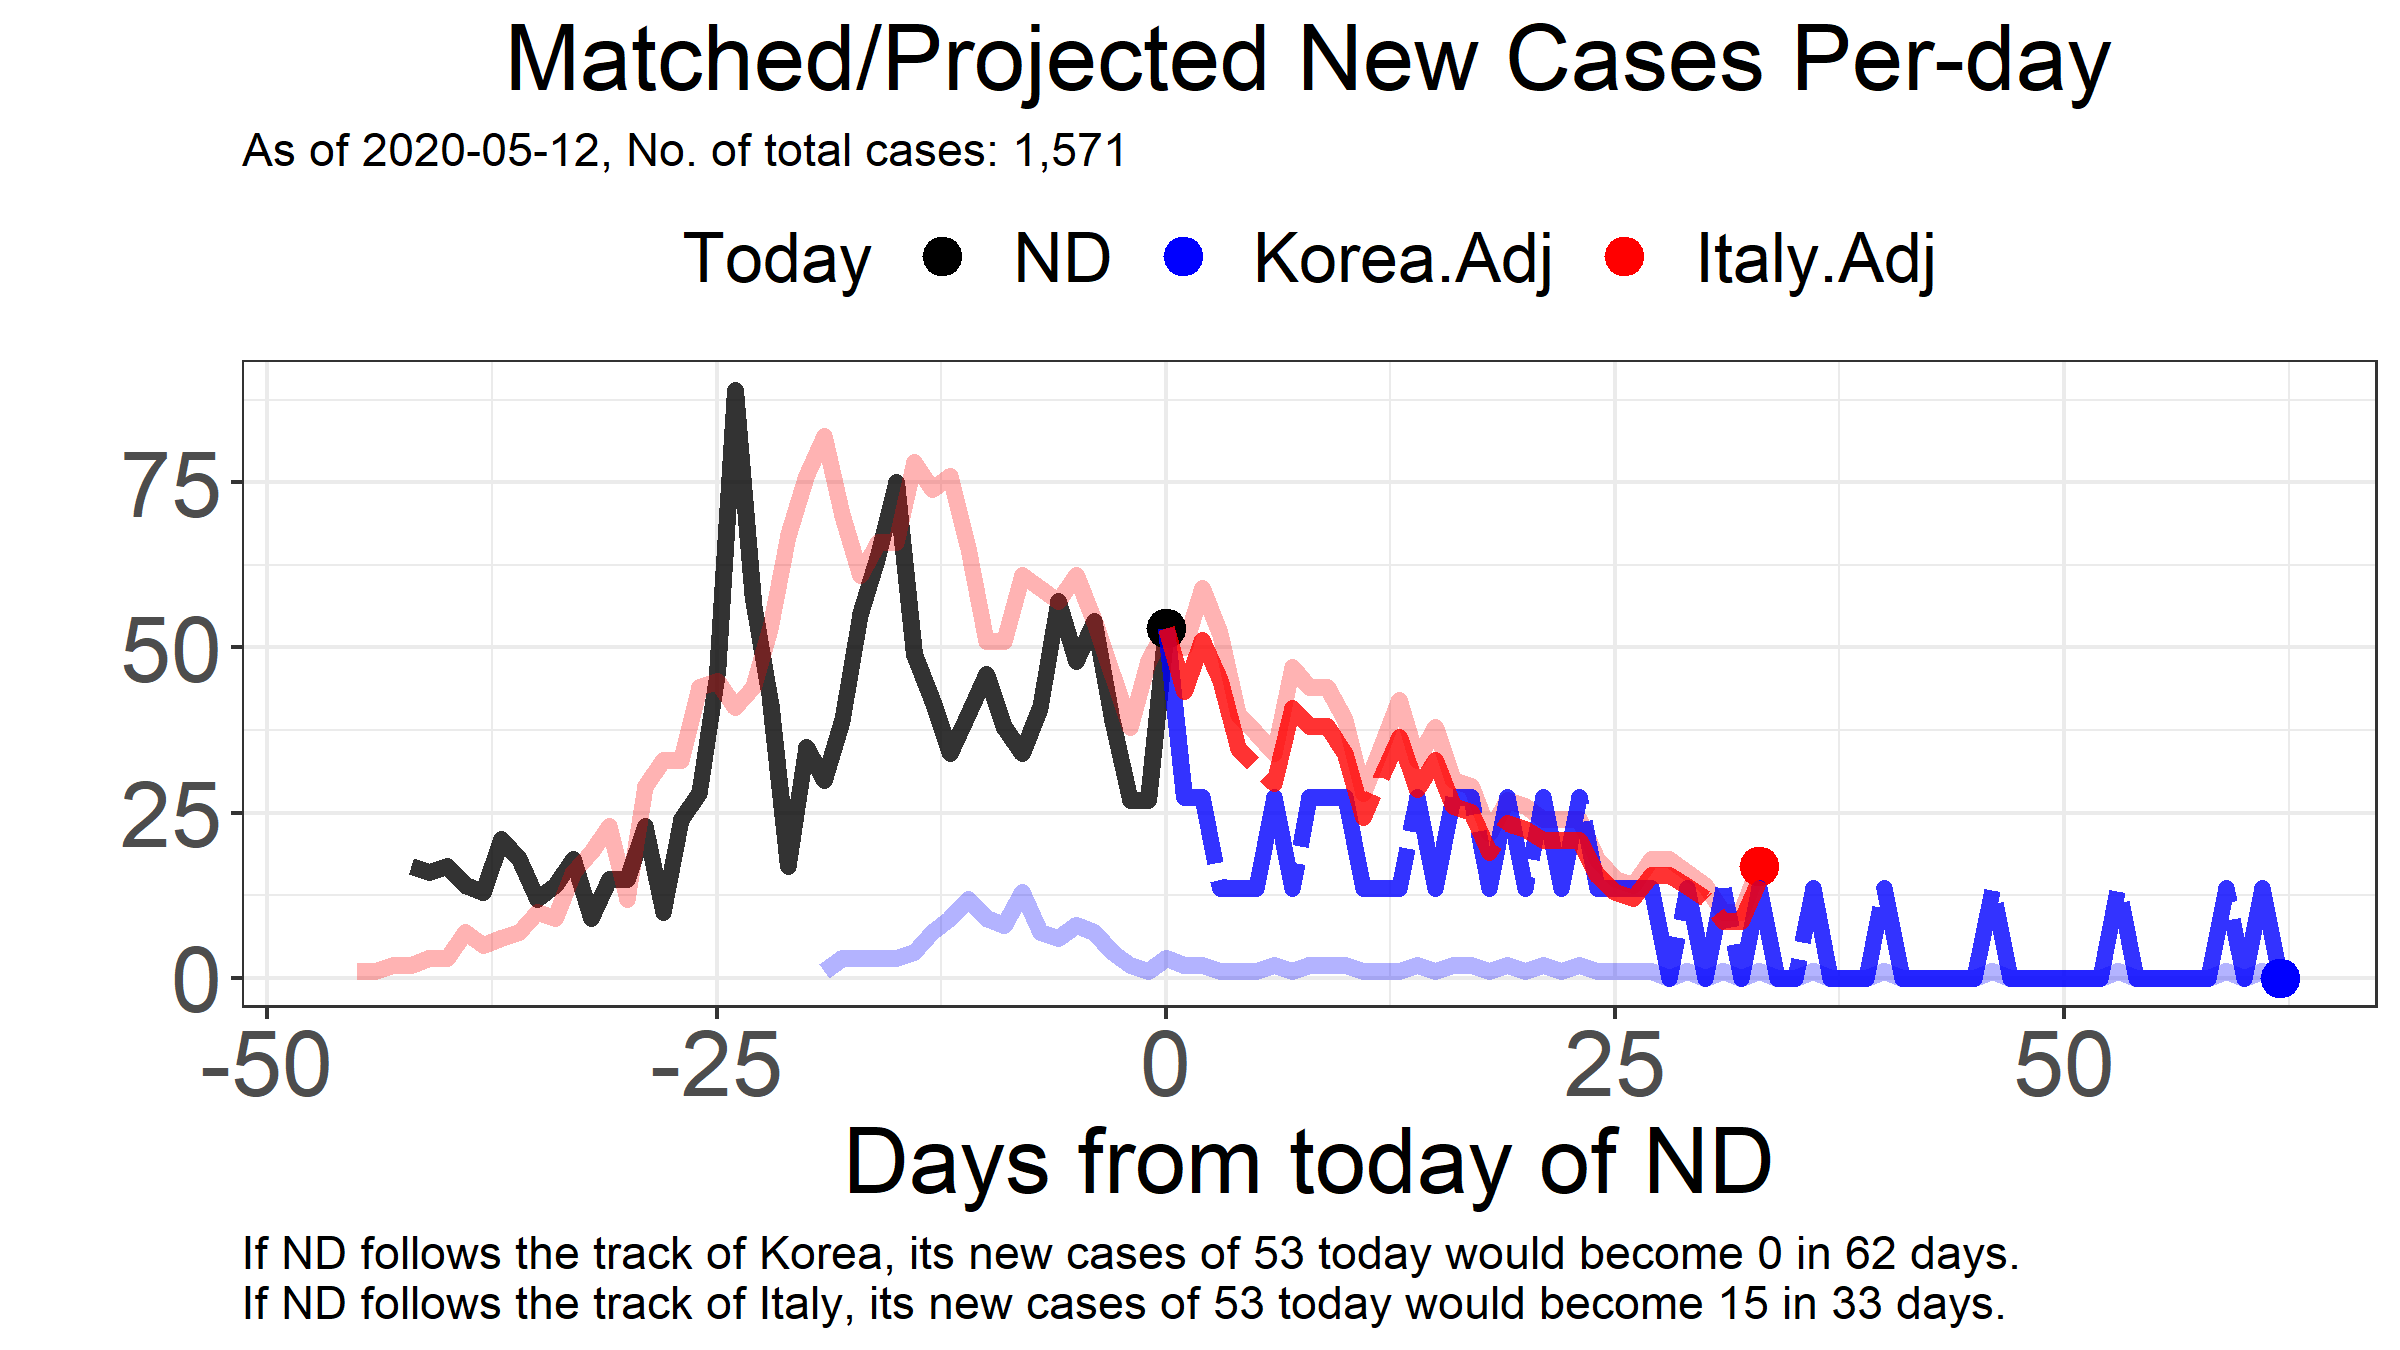 Matched/Projected New Cases Per-day
As of 2020-05-12, No. of total cases: 1,571
Today ND Korea.Adj Italy.Adj
75
50
25
0
-50 -25 0 25 50
Days from today of ND
If ND follows the track of Korea, its new cases of 53 today would become 0 in 62 days.
If ND follows the track of Italy, its new cases of 53 today would become 15 in 33 days.